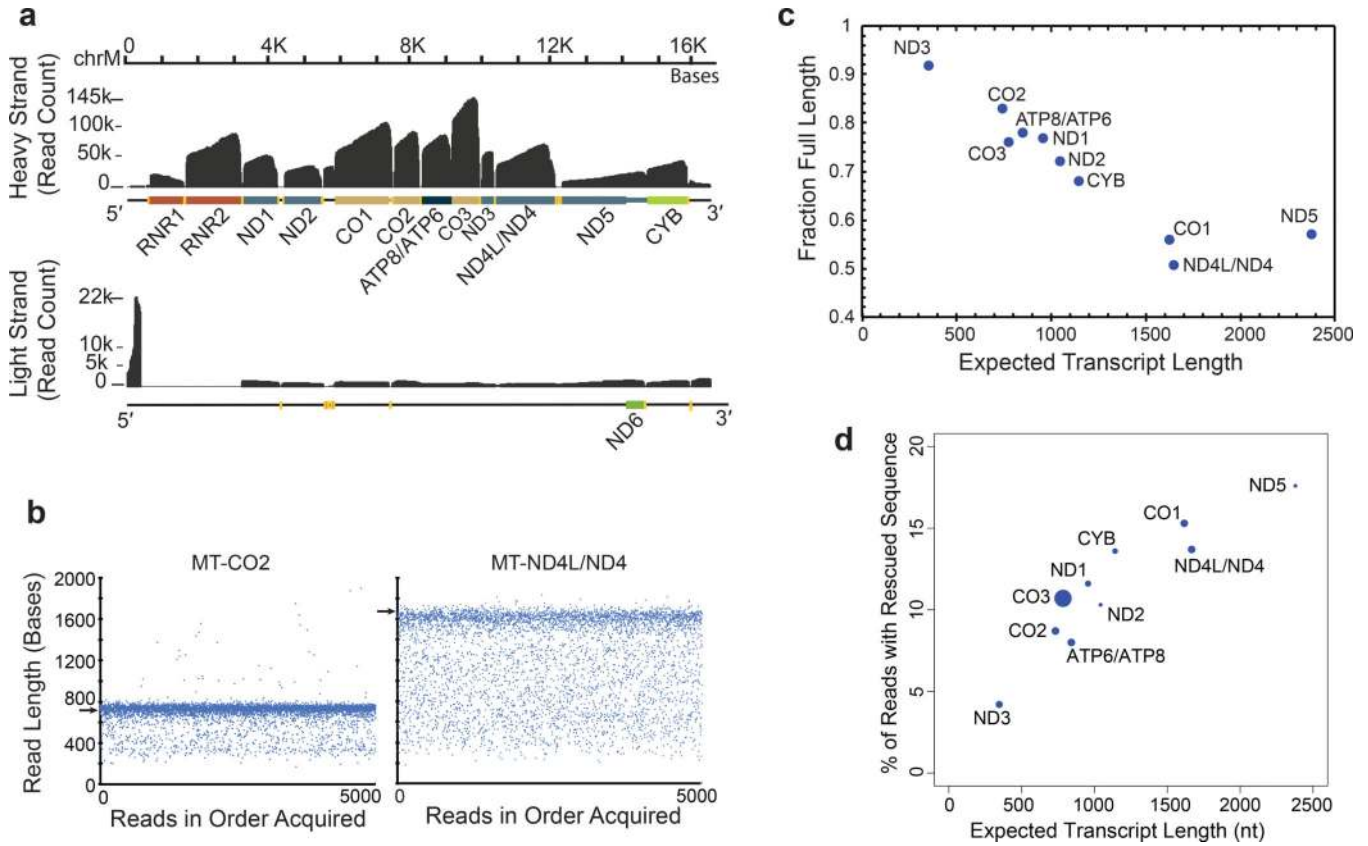 a
0 4K 8K 12K 16K
chrM
Bases
Heavy Strand
(Read Count)
145k
100k
50k
0
5′ 3′
RNR1 RNR2 ND1 ND2 CO1 CO2 ATP8/ATP6 CO3 ND3 ND4L/ND4 ND5 CYB
Light Strand
(Read Count)
22k
10k
5k
0
5′ 3′
ND6
b
MT-CO2 MT-ND4L/ND4
Read Length (Bases)
2000
1600
1200
800
400
0
0 5000 0 5000
Reads in Order Acquired Reads in Order Acquired
c
Fraction Full Length
1
0.9
0.8
0.7
0.6
0.5
0.4
ND3
CO2
ATP8/ATP6
CO3
ND1
ND2
CYB
CO1
ND5
ND4L/ND4
0 500 1000 1500 2000 2500
Expected Transcript Length
d
% of Reads with Rescued Sequence
20
15
10
5
0
ND5
CO1
CYB
ND4L/ND4
ND1
CO3
ND2
CO2
ATP6/ATP8
ND3
0 500 1000 1500 2000 2500
Expected Transcript Length (nt)